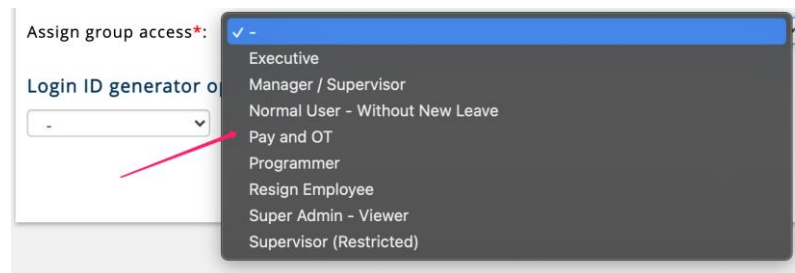 Assign group access*: ✓ -
Executive
Login ID generator o
Manager / Supervisor
Normal User - Without New Leave
-
Pay and OT
Programmer
Resign Employee
Super Admin - Viewer
Supervisor (Restricted)